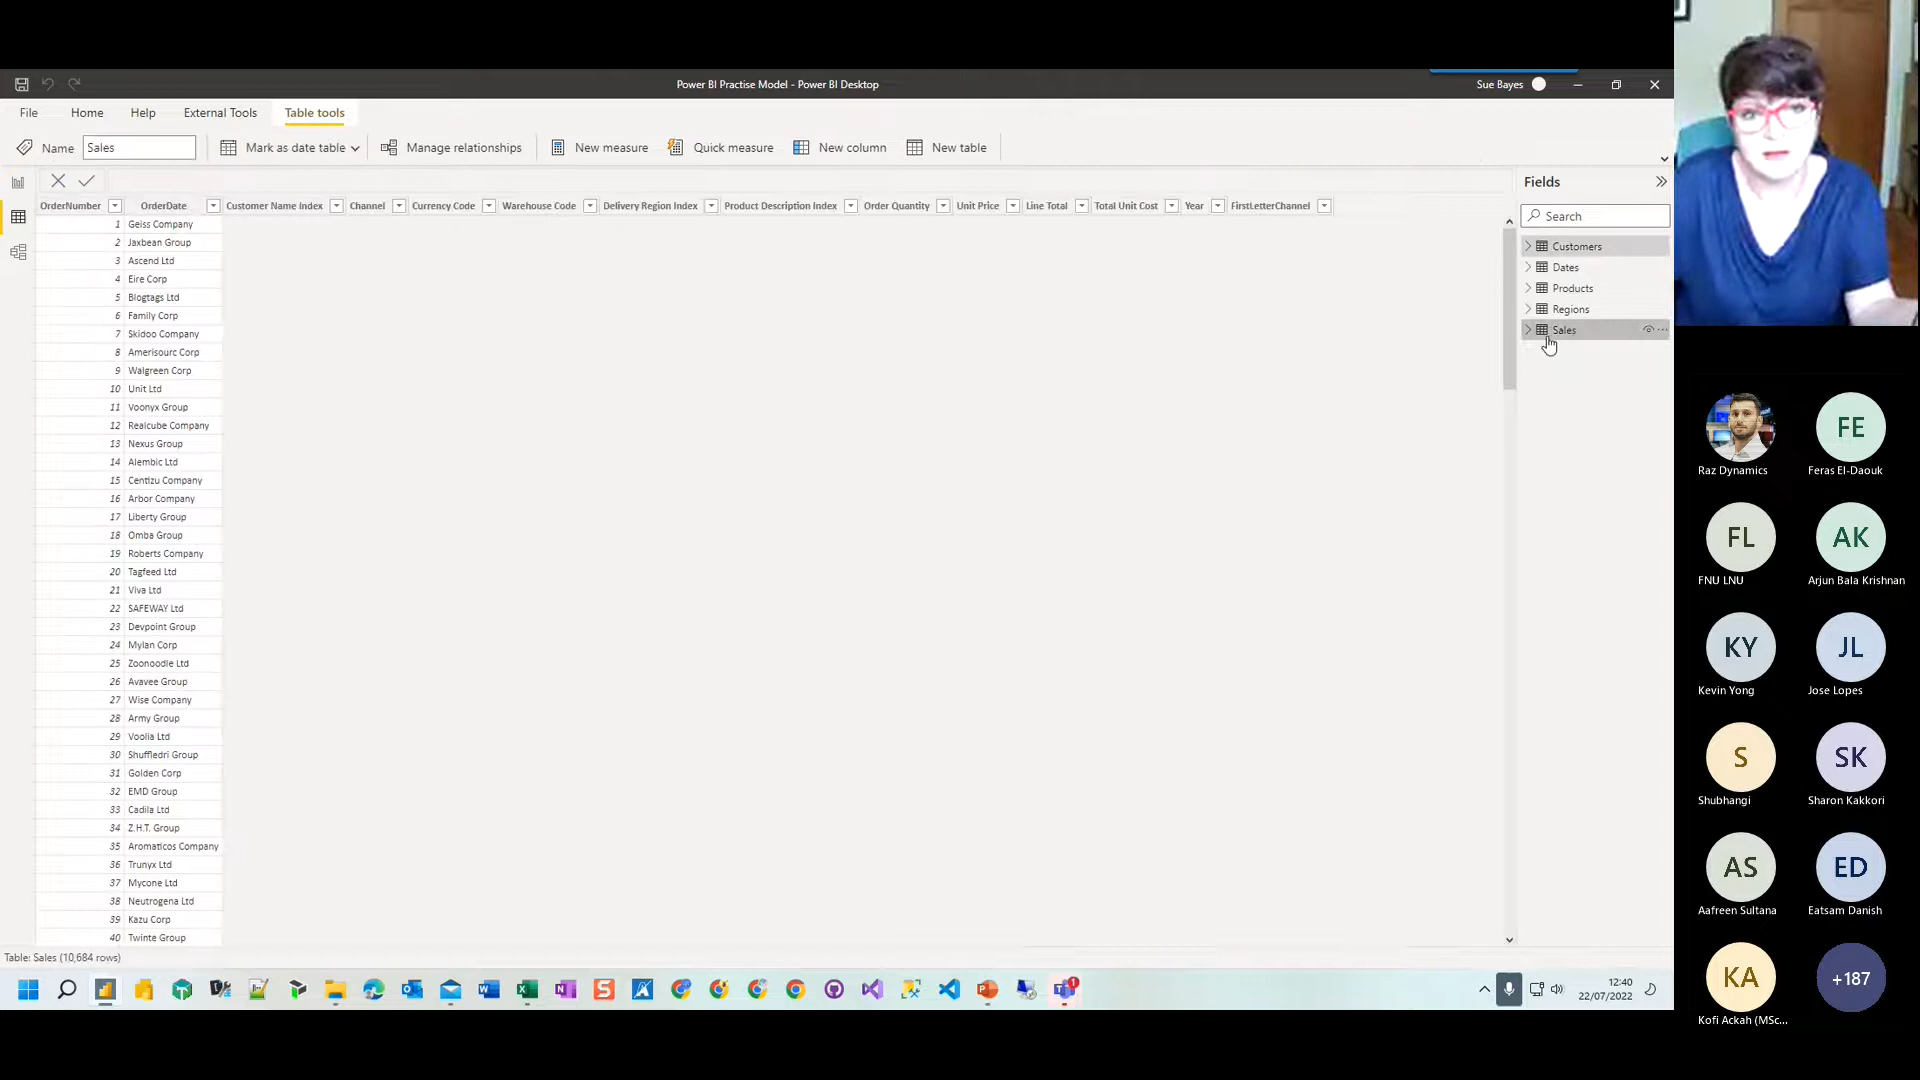 Power BI Practise Model - Power BI Desktop
Sue Bayes
File Home Help External Tools Table tools
Name Sales Mark as date table Manage relationships New measure Quick measure New column New table
OrderNumber OrderDate Customer Name Index Channel Currency Code Warehouse Code Delivery Region Index Product Description Index Order Quantity Unit Price Line Total Total Unit Cost Year FirstLetterChannel
1 Geiss Company
2 Jaxbean Group
3 Ascend Ltd
4 Eire Corp
5 Blogtags Ltd
6 Family Corp
7 Skidoo Company
8 Amerisourc Corp
9 Walgreen Corp
10 Unit Ltd
11 Voonyx Group
12 Realcube Company
13 Nexus Group
14 Alembic Ltd
15 Centizu Company
16 Arbor Company
17 Liberty Group
18 Omba Group
19 Roberts Company
20 Tagfeed Ltd
21 Viva Ltd
22 SAFEWAY Ltd
23 Devpoint Group
24 Mylan Corp
25 Zoonoodle Ltd
26 Avavee Group
27 Wise Company
28 Army Group
29 Voolia Ltd
30 Shuffledri Group
31 Golden Corp
32 EMD Group
33 Cadila Ltd
34 Z.H.T. Group
35 Aromaticos Company
36 Trunyx Ltd
37 Mycone Ltd
38 Neutrogena Ltd
39 Kazu Corp
40 Twinte Group
Table: Sales (10,684 rows)
Fields
Search
Customers
Dates
Products
Regions
Sales
12:40
22/07/2022
1
Raz Dynamics
FE
Feras El-Daouk
FL
FNU LNU
AK
Arjun Bala Krishnan
KY
Kevin Yong
JL
Jose Lopes
S
Shubhangi
SK
Sharon Kakkori
AS
Aafreen Sultana
ED
Eatsam Danish
KA
Kofi Ackah (MSc...
+187